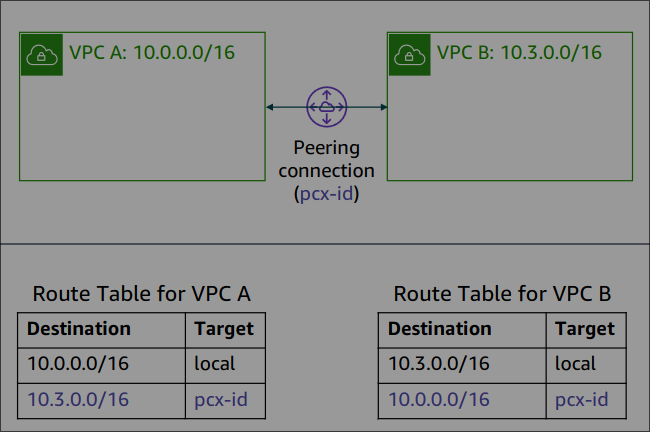 VPC A: 10.0.0.0/16
VPC B: 10.3.0.0/16
Peering
connection
(pcx-id)
Route Table for VPC A
Destination Target
10.0.0.0/16 local
10.3.0.0/16 pcx-id
Route Table for VPC B
Destination Target
10.3.0.0/16 local
10.0.0.0/16 pcx-id